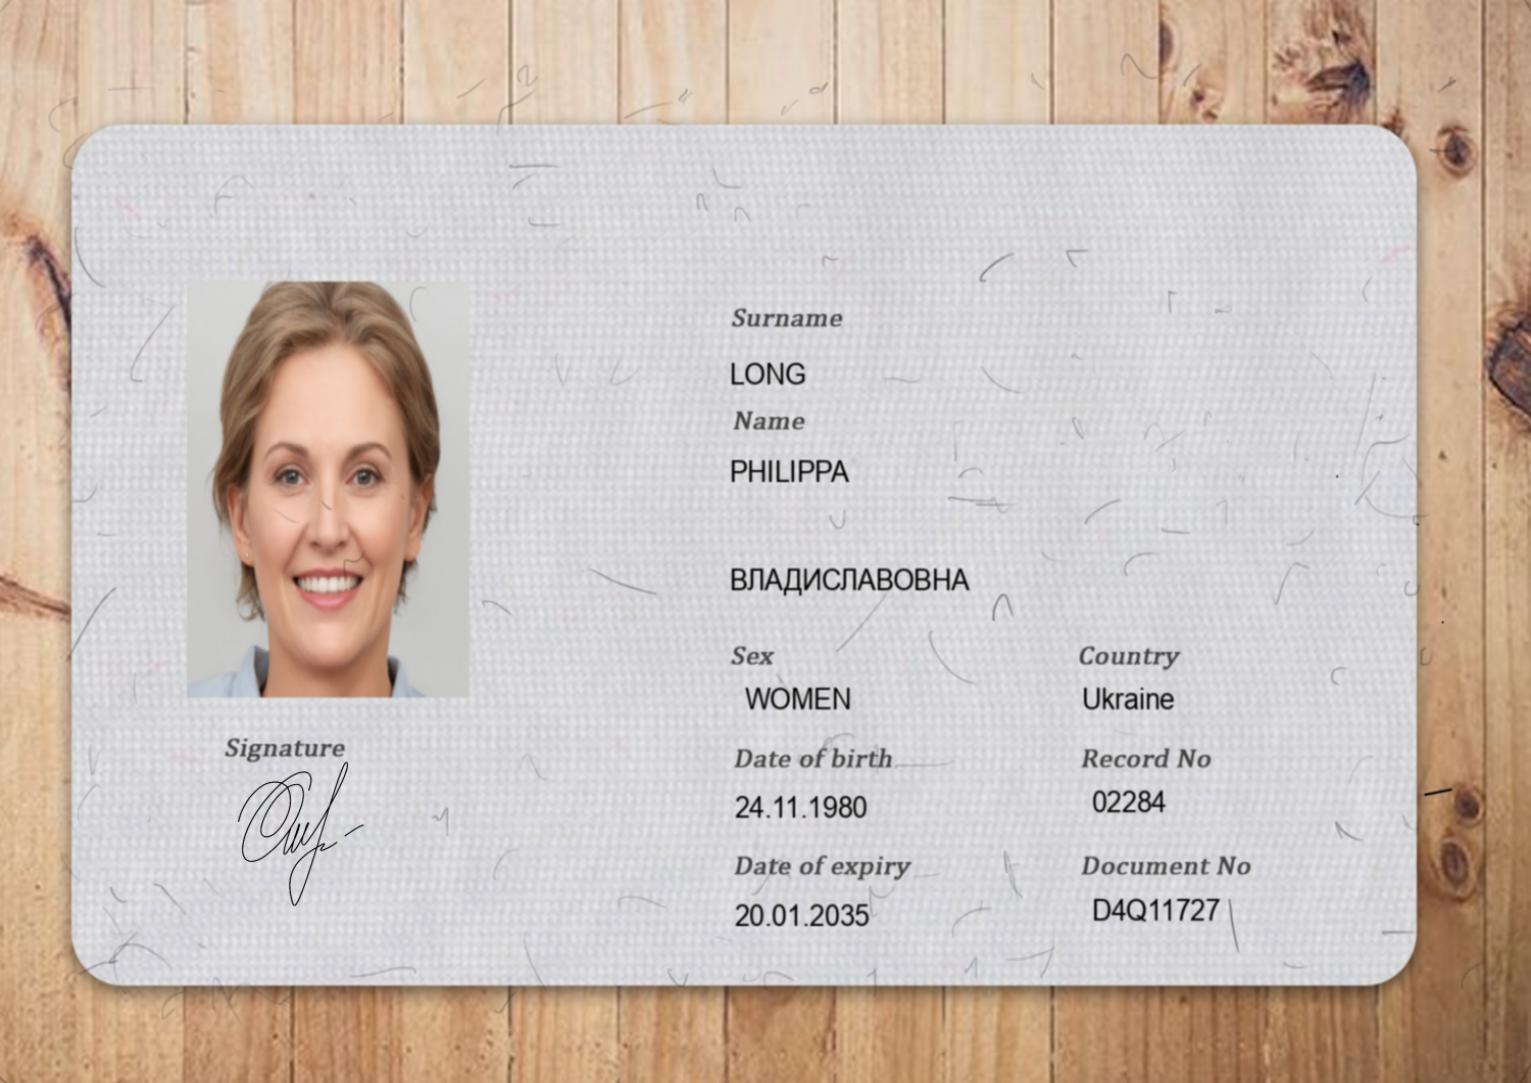 Surname
LONG
Name
PHILIPPA
ВЛАДИСЛАВОВНА
Sex
Country
WOMEN
Ukraine
Date of birth
Record No
24.11.1980
02284
Date of expiry
Document No
20.01.2035
D4Q11727
Signature